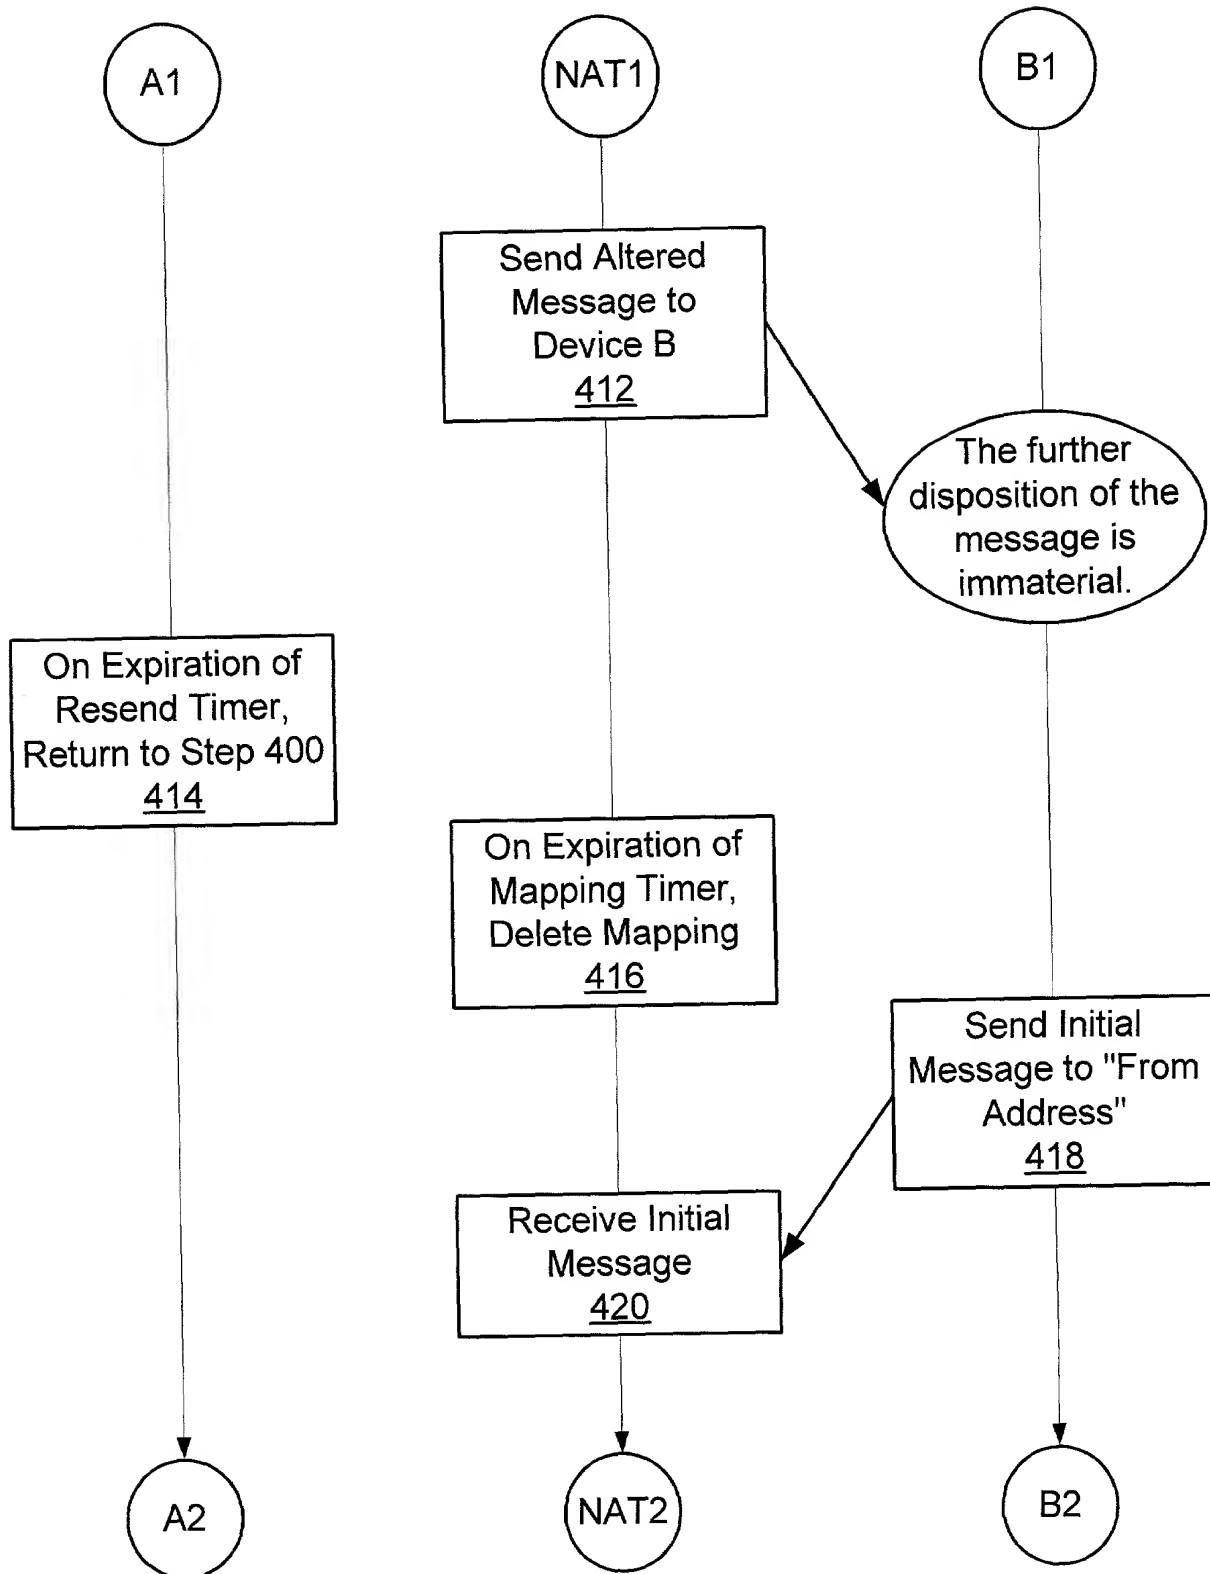 A1
NAT1
B1
Send Altered
Message to
Device B
412
The further
disposition of the
message is
immaterial.
On Expiration of
Resend Timer,
Return to Step 400
414
On Expiration of
Mapping Timer,
Delete Mapping
416
Send Initial
Message to "From
Address"
418
Receive Initial
Message
420
A2
NAT2
B2